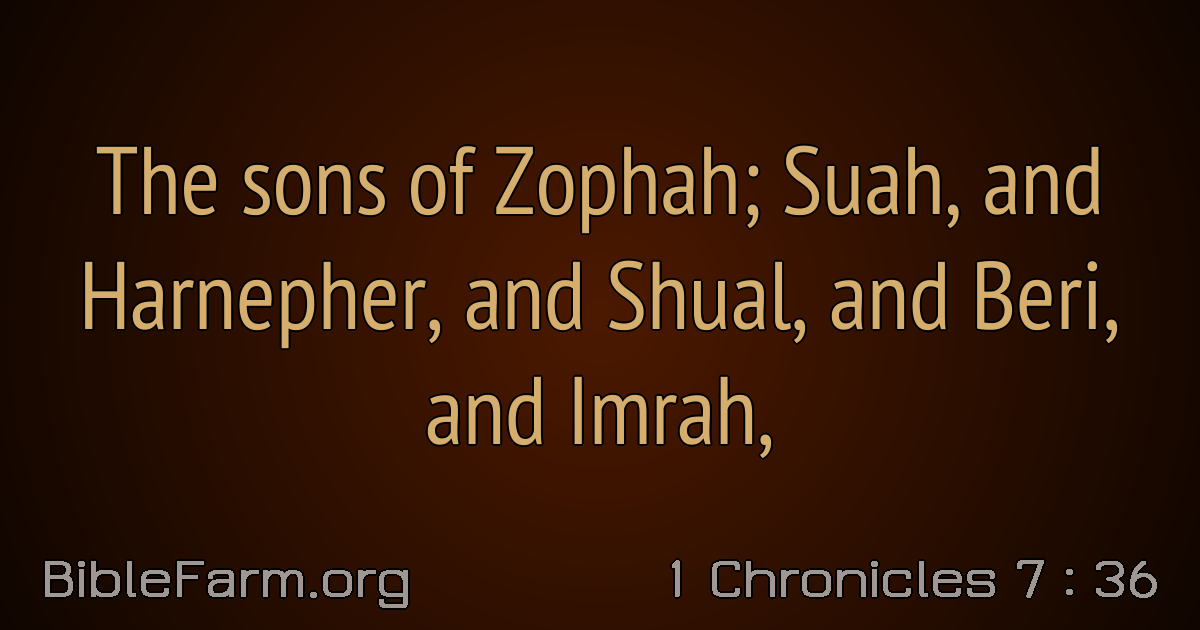 The sons of Zophah; Suah, and
Harnepher, and Shual, and Beri,
and Imrah,
BibleFarm.org
1 Chronicles 7 : 36